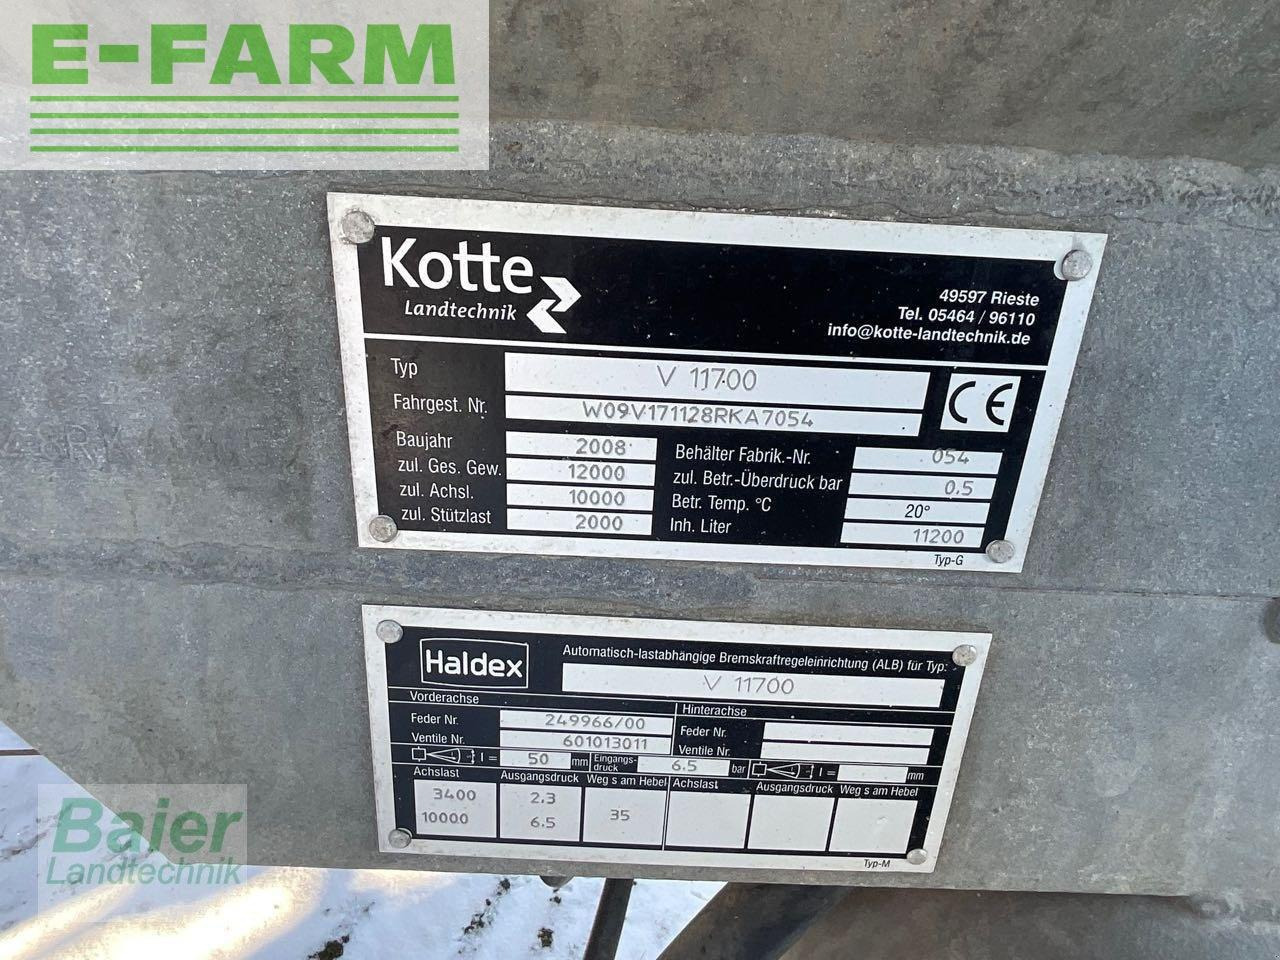 E-FARM
Kotte
Landtechnik
49597 Rieste
Tel. 05464 / 96110
info@kotte-landtechnik.de
Typ V 11700
Fahrgest. Nr. W09V171128RKA7054
CE
Baujahr 2008 Behälter Fabrik.-Nr. 054
zul. Ges. Gew. 12000 zul. Betr.-Überdruck bar 0.5
zul. Achsl. 10000 Betr. Temp. °C 20°
zul. Stützlast 2000 Inh. Liter 11200
Typ-G
Haldex
Automatisch-lastabhängige Bremskraftregeleinrichtung (ALB) für Typ:
V 11700
Vorderachse Hinterachse
Feder Nr. 249966/00 Feder Nr.
Ventile Nr. 601013011 Ventile Nr.
I = 50 mm Eingangs-druck 6.5 bar I = mm
Achslast Ausgangsdruck Weg s am Hebel Achslast Ausgangsdruck Weg s am Hebel
3400 2.3 35
10000 6.5
Typ-M
Baier
Landtechnik